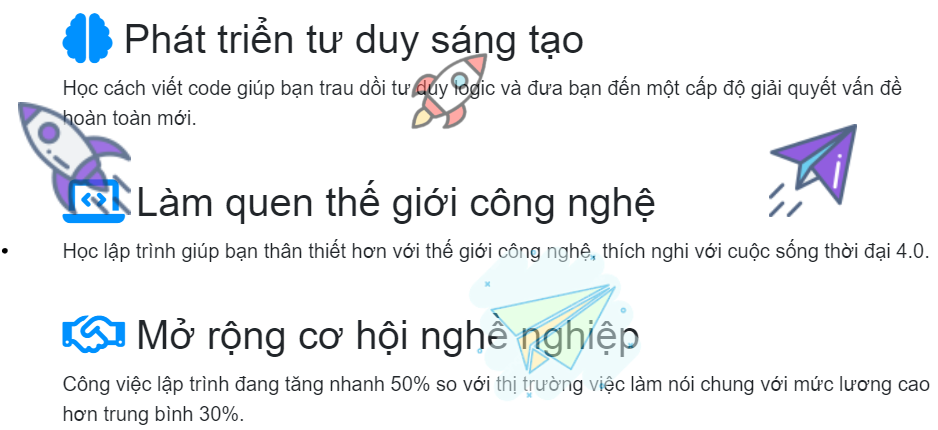 Phát triển tư duy sáng tạo
Học cách viết code giúp bạn trau dồi tư duy logic và đưa bạn đến một cấp độ giải quyết vấn đề
hoàn toàn mới.
Làm quen thế giới công nghệ
Học lập trình giúp bạn thân thiết hơn với thế giới công nghệ, thích nghi với cuộc sống thời đại 4.0.
Mở rộng cơ hội nghề nghiệp
Công việc lập trình đang tăng nhanh 50% so với thị trường việc làm nói chung với mức lương cao
hơn trung bình 30%.